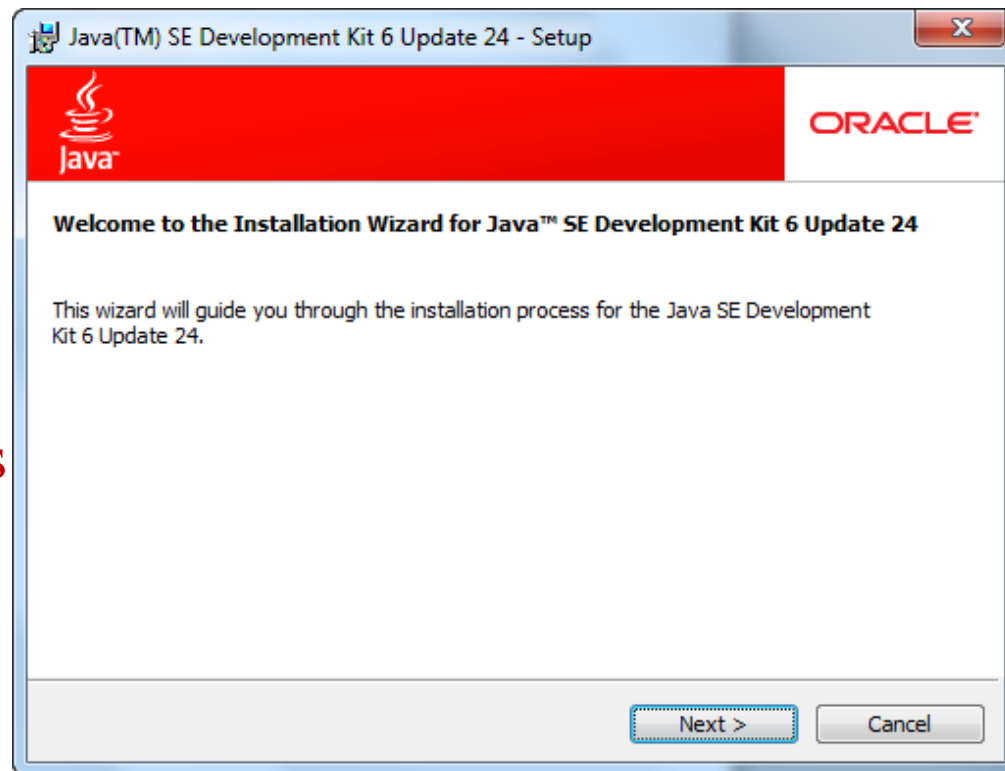 Java(TM) SE Development Kit 6 Update 24 - Setup
Java™
ORACLE®
Welcome to the Installation Wizard for Java™ SE Development Kit 6 Update 24
This wizard will guide you through the installation process for the Java SE Development
Kit 6 Update 24.
s
Next >
Cancel